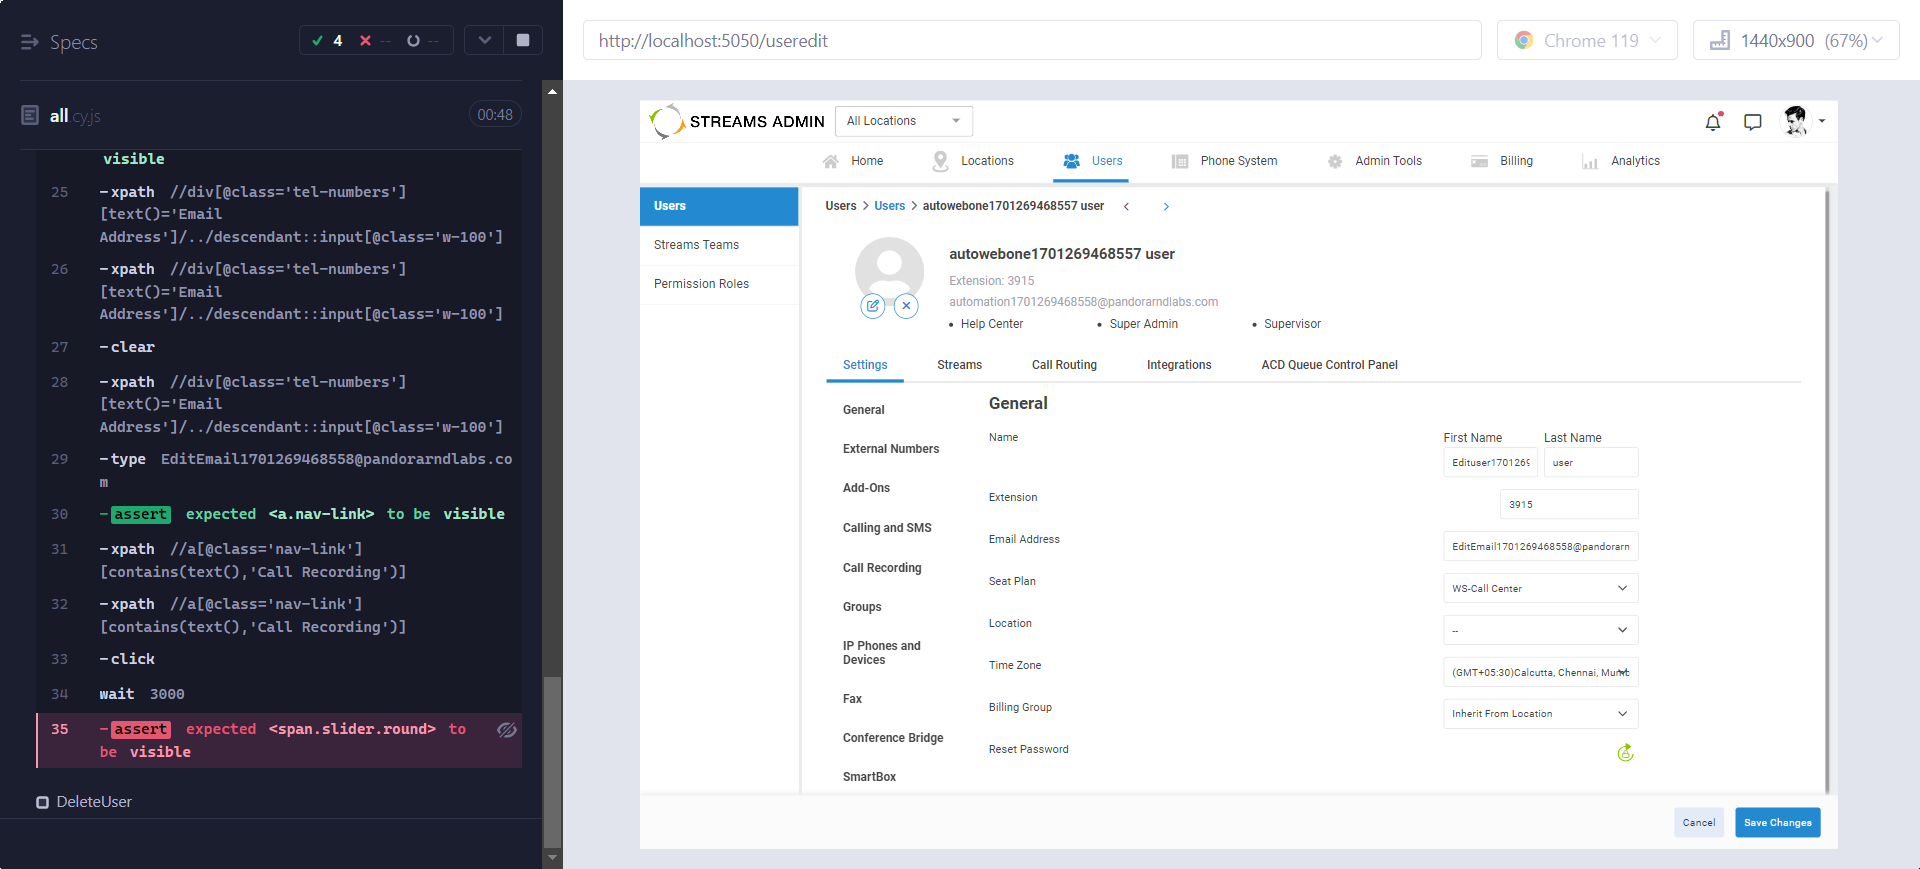 Specs
4
--
--
all.cy.js
00:48
visible
25 -xpath //div[@class='tel-numbers']
[text()='Email
Address']/../descendant::input[@class='w-100']
26 -xpath //div[@class='tel-numbers']
[text()='Email
Address']/../descendant::input[@class='w-100']
27 -clear
28 -xpath //div[@class='tel-numbers']
[text()='Email
Address']/../descendant::input[@class='w-100']
29 -type EditEmail1701269468558@pandorarndlabs.co
m
30 -assert expected <a.nav-link> to be visible
31 -xpath //a[@class='nav-link']
[contains(text(),'Call Recording')]
32 -xpath //a[@class='nav-link']
[contains(text(),'Call Recording')]
33 -click
34 wait 3000
35 -assert expected <span.slider.round> to
be visible
DeleteUser
http://localhost:5050/useredit
Chrome 119
1440x900 (67%)
STREAMS ADMIN
All Locations
Home
Locations
Users
Phone System
Admin Tools
Billing
Analytics
Users
Streams Teams
Permission Roles
Users > Users > autowebone1701269468557 user < >
autowebone1701269468557 user
Extension: 3915
automation1701269468558@pandorarndlabs.com
• Help Center
• Super Admin
• Supervisor
Settings
Streams
Call Routing
Integrations
ACD Queue Control Panel
General
External Numbers
Add-Ons
Calling and SMS
Call Recording
Groups
IP Phones and
Devices
Fax
Conference Bridge
SmartBox
General
Name
First Name
Last Name
Edituser170126
user
Extension
3915
Email Address
EditEmail1701269468558@pandorarn
Seat Plan
WS-Call Center
Location
--
Time Zone
(GMT+05:30)Calcutta, Chennai,
Billing Group
Inherit From Location
Reset Password
Cancel
Save Changes